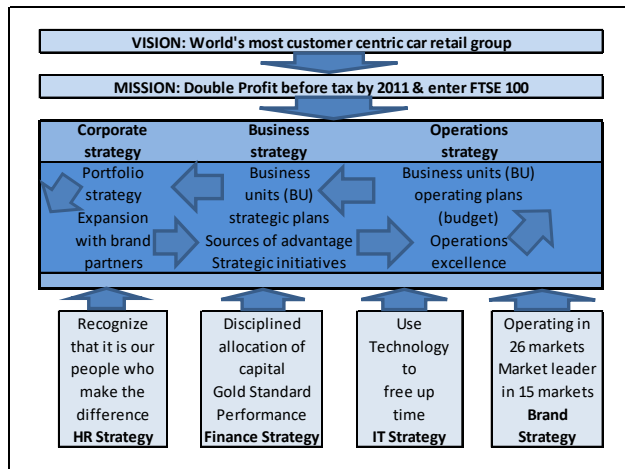 VISION: World's most customer centric car retail group
MISSION: Double Profit before tax by 2011 & enter FTSE 100
Corporate
strategy
Portfolio
strategy
Expansion
with brand
partners
Business
strategy
Business
units (BU)
strategic plans
Sources of advantage
Strategic initiatives
Operations
strategy
Business units (BU)
operating plans
(budget)
Operations
excellence
Recognize
that it is our
people who
make the
difference
HR Strategy
Disciplined
allocation of
capital
Gold Standard
Performance
Finance Strategy
Use
Technology
to
free up
time
IT Strategy
Operating in
26 markets
Market leader
in 15 markets
Brand
Strategy